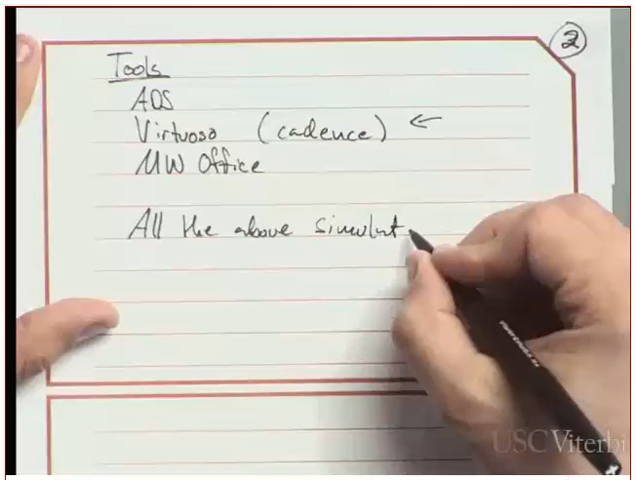 2
Tools
ADS
Virtuoso (cadence) ←
MW Office
All the above simulat
USC Viterbi